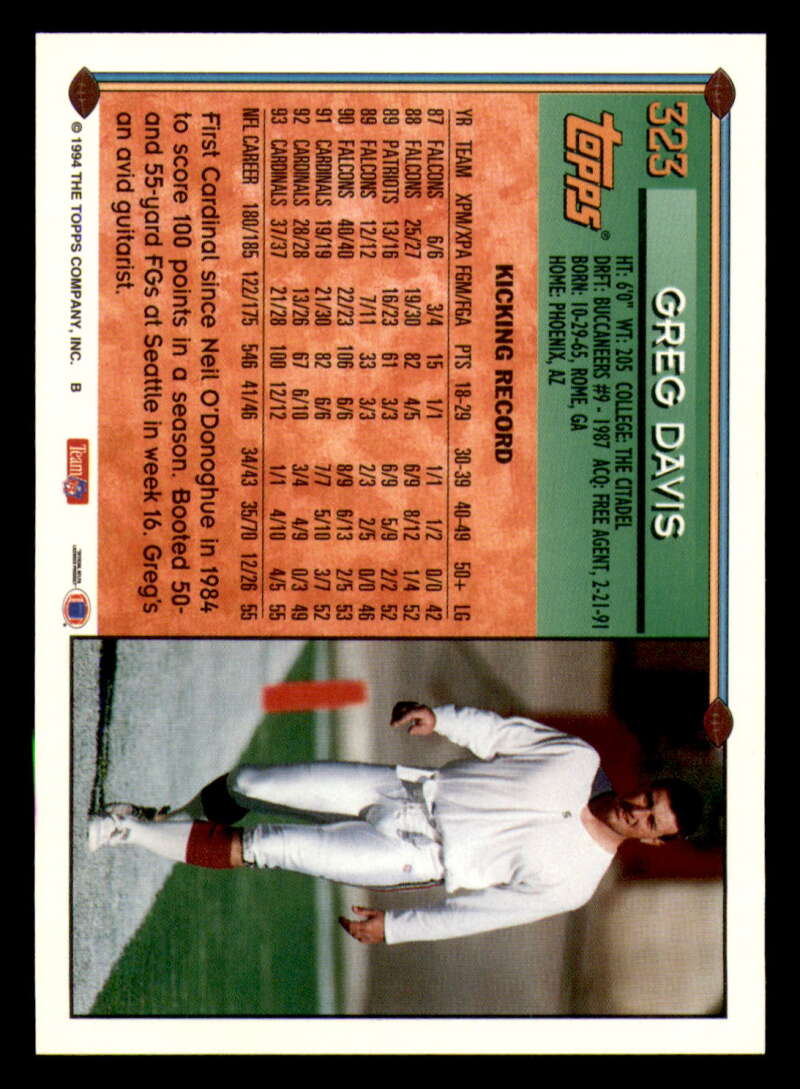 323
GREG DAVIS
topps®
HT: 6'0" WT: 205 COLLEGE: THE CITADEL
DRFT: BUCCANEERS #9 - 1987 ACQ: FREE AGENT, 2-21-91
BORN: 10-29-65, ROME, GA
HOME: PHOENIX, AZ
KICKING RECORD
YR TEAM XPM/XPA FGM/FGA PTS 18-29 30-39 40-49 50+ LG
87 FALCONS 6/6 3/4 15 1/1 1/1 1/2 0/0 42
88 FALCONS 25/27 19/30 82 4/5 6/9 8/12 1/4 52
89 PATRIOTS 13/16 16/23 61 3/3 6/9 5/9 2/2 52
89 FALCONS 12/12 7/11 33 3/3 2/3 2/5 0/0 46
90 FALCONS 40/40 22/23 106 6/6 8/9 6/13 2/5 53
91 CARDINALS 19/19 21/30 82 6/6 7/7 5/10 3/7 52
92 CARDINALS 28/28 13/26 67 6/10 3/4 4/9 0/3 49
93 CARDINALS 37/37 21/28 100 12/12 1/1 4/10 4/5 55
NFL CAREER 180/185 122/175 546 41/46 34/43 35/70 12/26 55
First Cardinal since Neil O'Donoghue in 1984
to score 100 points in a season. Booted 50-
and 55-yard FGs at Seattle in week 16. Greg's
an avid guitarist.
© 1994 THE TOPPS COMPANY, INC. B
Team NFL